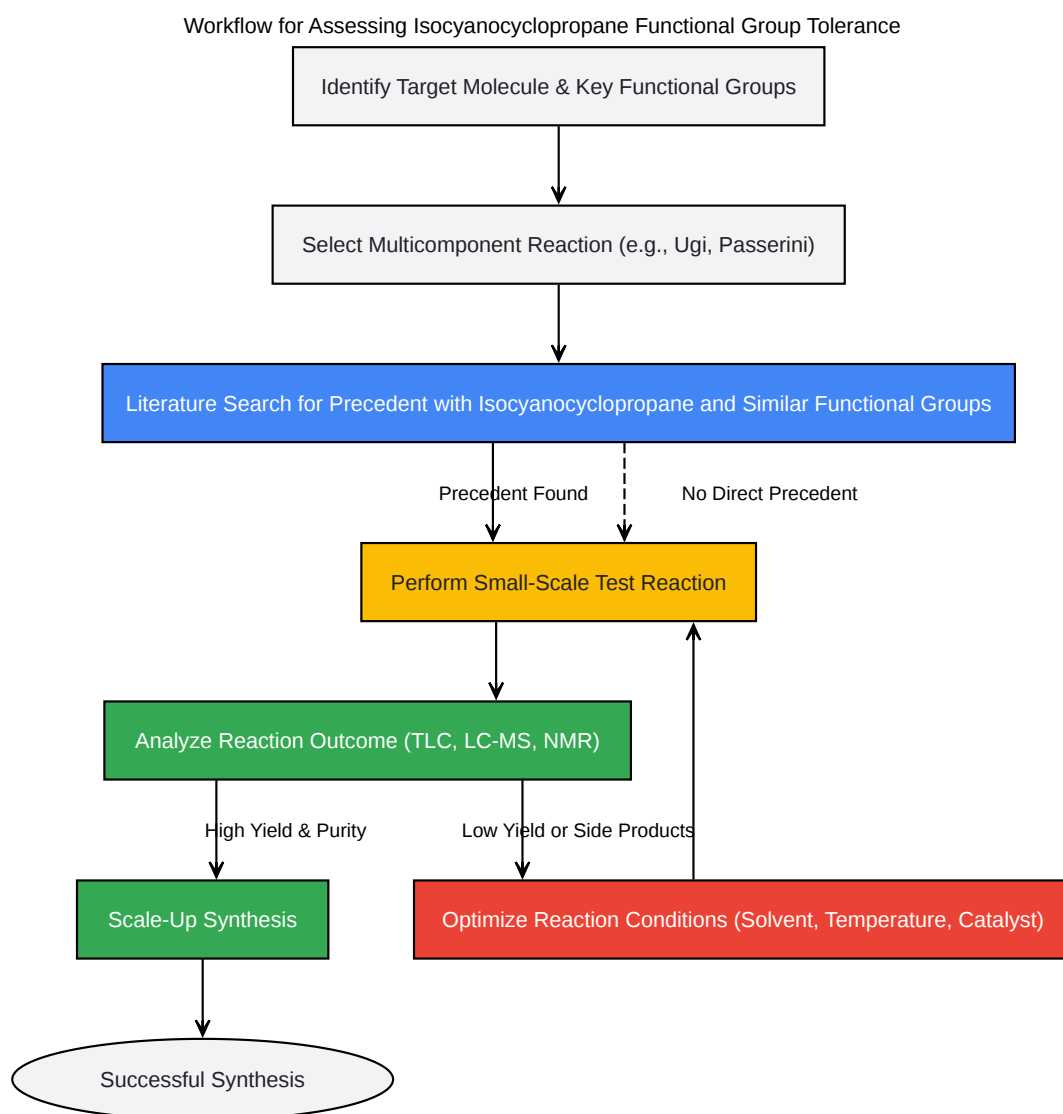 Workflow for Assessing Isocyanocyclopropane Functional Group Tolerance
Identify Target Molecule & Key Functional Groups
Select Multicomponent Reaction (e.g., Ugi, Passerini)
Literature Search for Precedent with Isocyanocyclopropane and Similar Functional Groups
Precedent Found
No Direct Precedent
Perform Small-Scale Test Reaction
Analyze Reaction Outcome (TLC, LC-MS, NMR)
High Yield & Purity
Low Yield or Side Products
Scale-Up Synthesis
Optimize Reaction Conditions (Solvent, Temperature, Catalyst)
Successful Synthesis